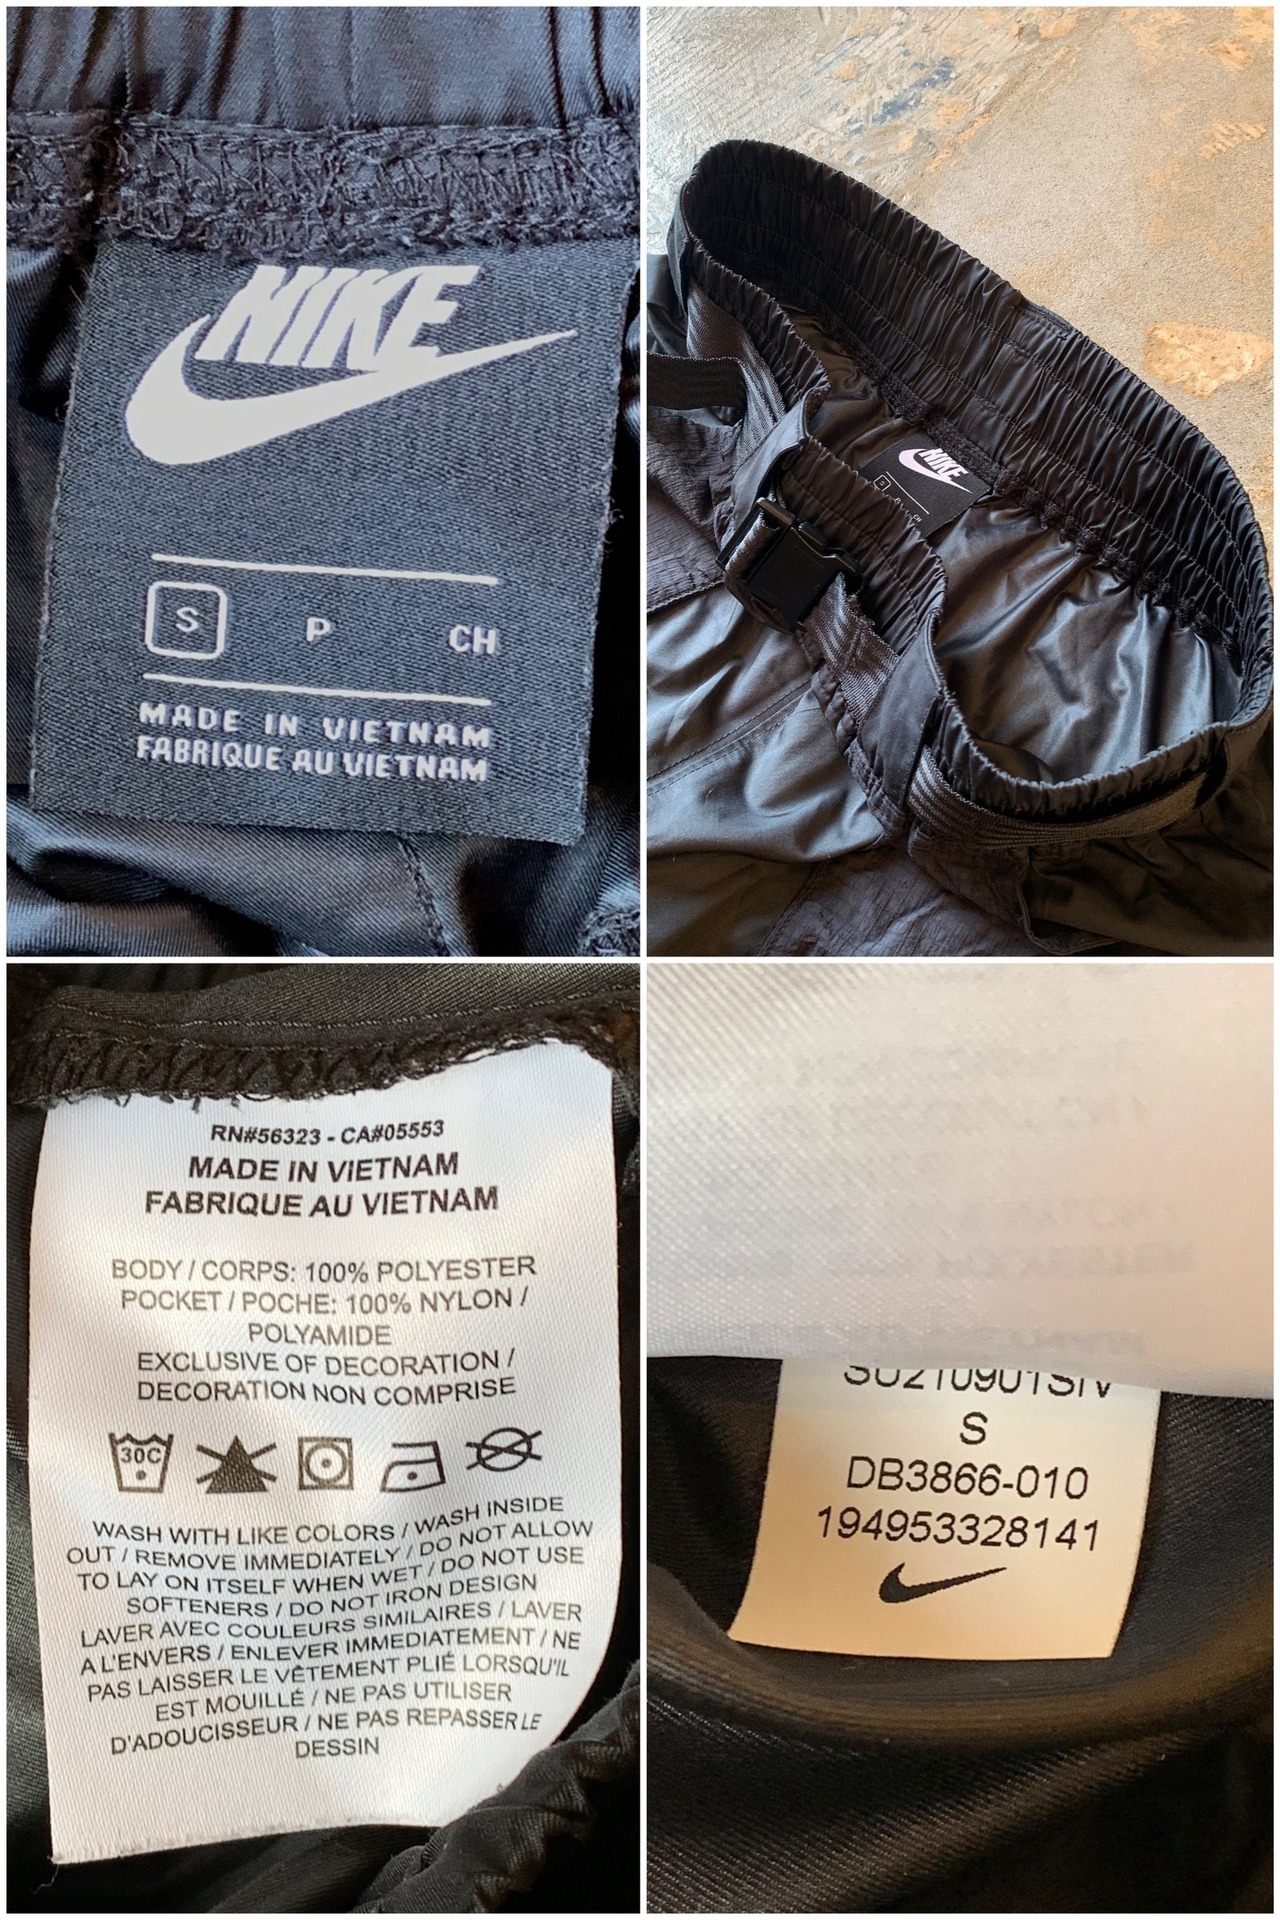 NIKE
S P CH
MADE IN VIETNAM
FABRIQUE AU VIETNAM
NIKE
S P CH
RN#56323 - CA#05553
MADE IN VIETNAM
FABRIQUE AU VIETNAM
BODY / CORPS: 100% POLYESTER
POCKET / POCHE: 100% NYLON /
POLYAMIDE
EXCLUSIVE OF DECORATION /
DECORATION NON COMPRISE
30C
WASH WITH LIKE COLORS / WASH INSIDE
OUT / REMOVE IMMEDIATELY / DO NOT ALLOW
TO LAY ON ITSELF WHEN WET / DO NOT USE
SOFTENERS / DO NOT IRON DESIGN
LAVER AVEC COULEURS SIMILAIRES / LAVER
A L'ENVERS / ENLEVER IMMEDIATEMENT / NE
PAS LAISSER LE VÊTEMENT PLIÉ LORSQU'IL
EST MOUILLÉ / NE PAS UTILISER
D'ADOUCISSEUR / NE PAS REPASSER LE
DESSIN
S
DB3866-010
194953328141